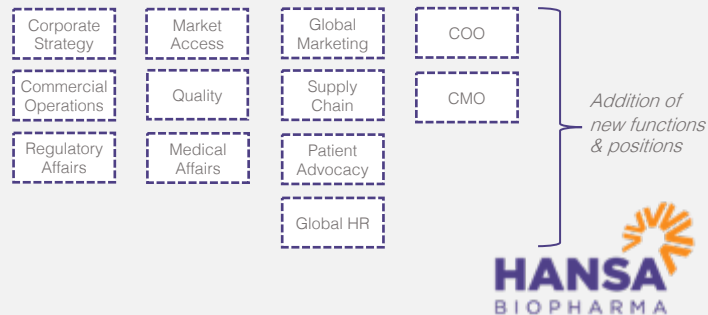 Corporate
Strategy
Market
Access
Global
Marketing
COO
Commercial
Operations
Quality
Supply
Chain
CMO
Regulatory
Affairs
Medical
Affairs
Patient
Advocacy
Global HR
Addition of
new functions
& positions
HANSA
BIOPHARMA